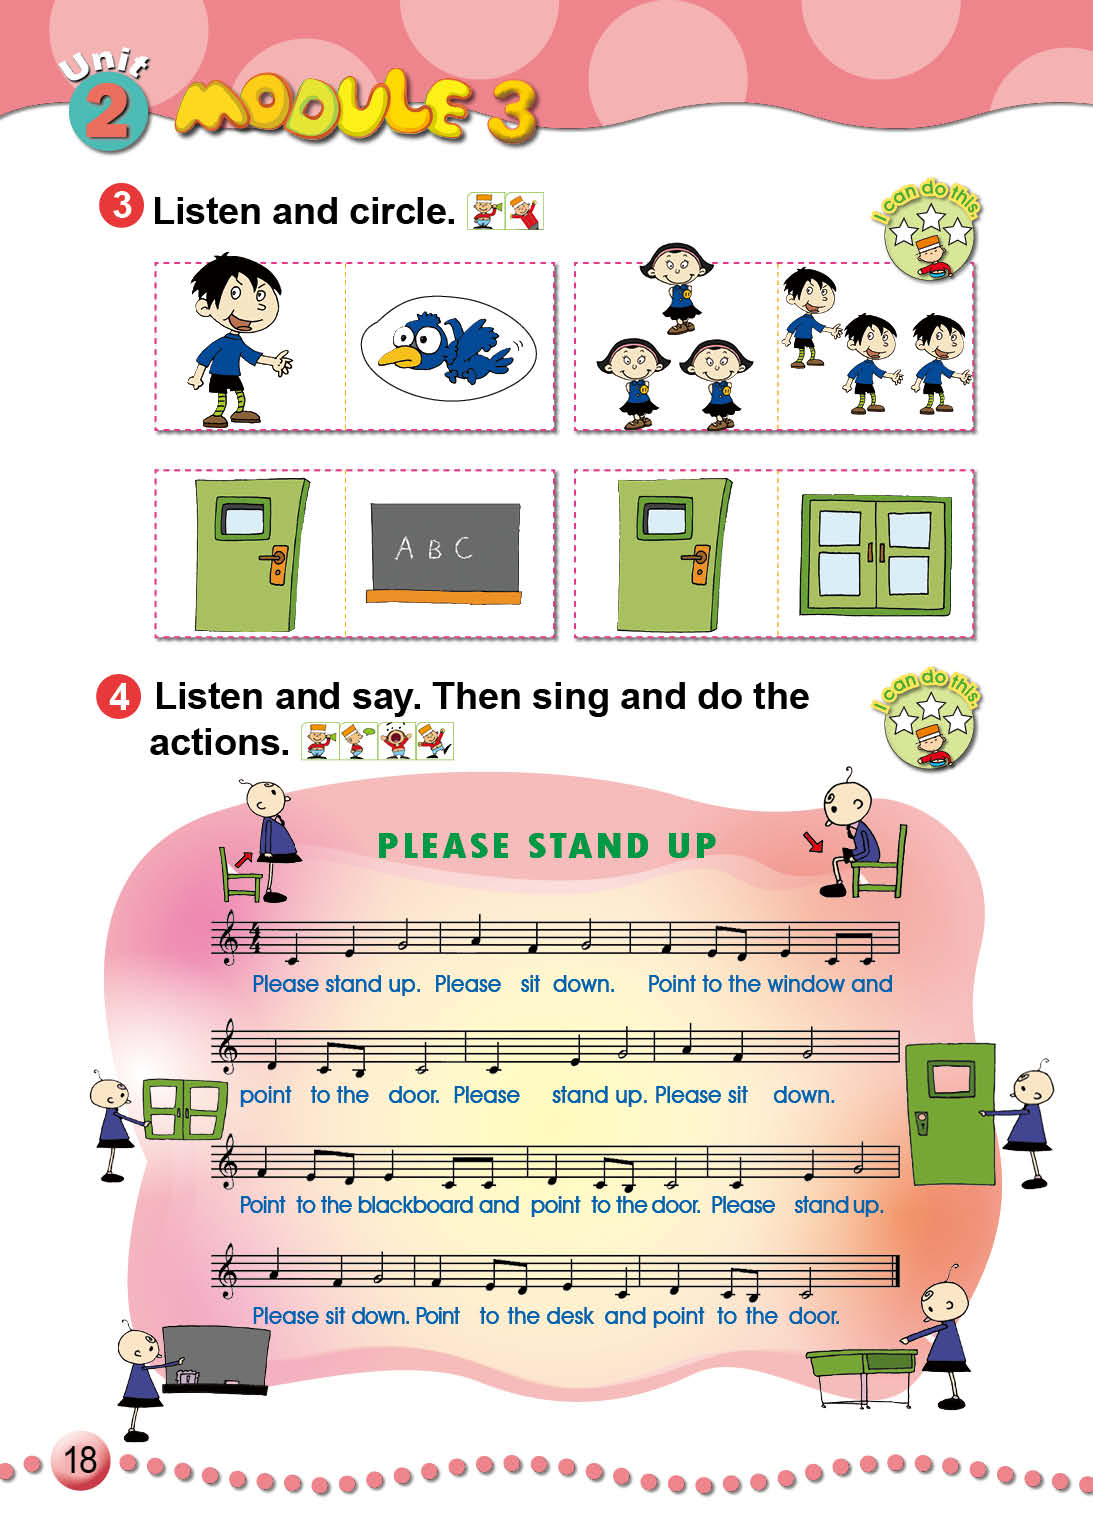 Unit
2 MODULE 3
3 Listen and circle.
I can do this.
A B C
4 Listen and say. Then sing and do the
actions.
I can do this.
PLEASE STAND UP
4
4
Please stand up. Please sit down. Point to the window and
point to the door. Please stand up. Please sit down.
Point to the blackboard and point to the door. Please stand up.
Please sit down. Point to the desk and point to the door.
18